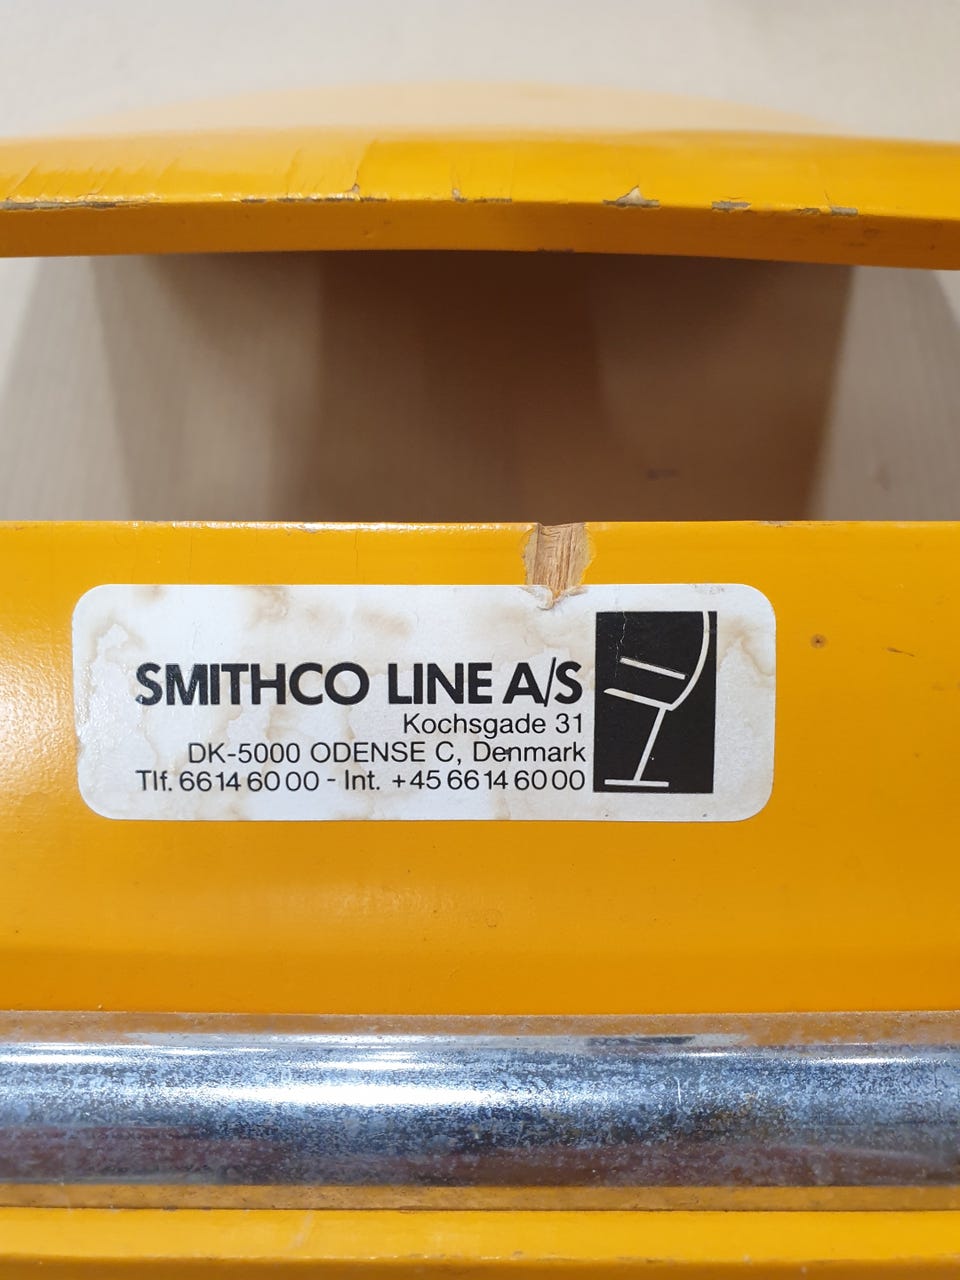 SMITHCO LINE A/S
Kochsgade 31
DK-5000 ODENSE C, Denmark
Tlf. 66 14 60 00 - Int. +45 66 14 60 00